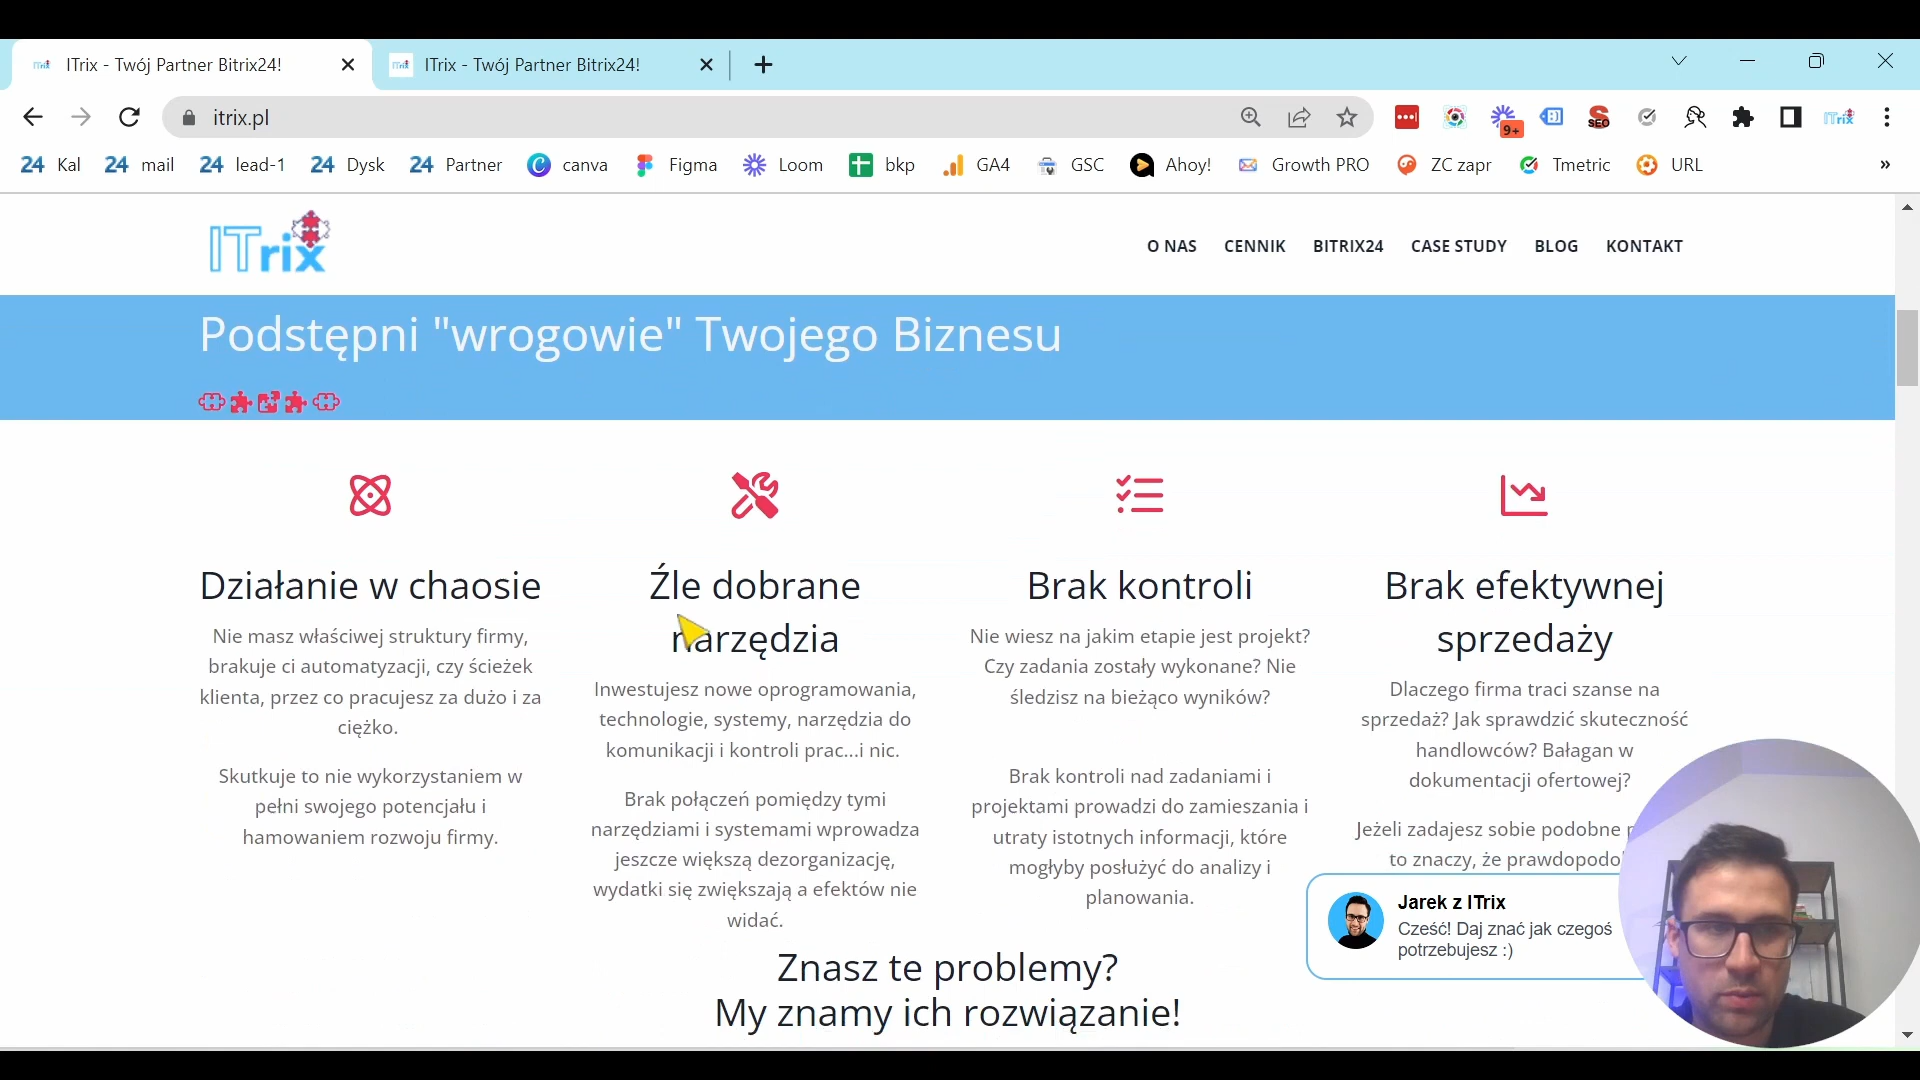 ITrix - Twój Partner Bitrix24!
ITrix - Twój Partner Bitrix24!
itrix.pl
9+
SEO
ITrix
24 Kal
24 mail
24 lead-1
24 Dysk
24 Partner
canva
Figma
Loom
bkp
GA4
GSC
Ahoy!
Growth PRO
ZC zapr
Tmetric
URL
»
ITrix
O NAS
CENNIK
BITRIX24
CASE STUDY
BLOG
KONTAKT
Podstępni "wrogowie" Twojego Biznesu
Działanie w chaosie
Nie masz właściwej struktury firmy,
brakuje ci automatyzacji, czy ścieżek
klienta, przez co pracujesz za dużo i za
ciężko.
Skutkuje to nie wykorzystaniem w
pełni swojego potencjału i
hamowaniem rozwoju firmy.
Źle dobrane
narzędzia
Inwestujesz nowe oprogramowania,
technologie, systemy, narzędzia do
komunikacji i kontroli prac...i nic.
Brak połączeń pomiędzy tymi
narzędziami i systemami wprowadza
jeszcze większą dezorganizację,
wydatki się zwiększają a efektów nie
widać.
Brak kontroli
Nie wiesz na jakim etapie jest projekt?
Czy zadania zostały wykonane? Nie
śledzisz na bieżąco wyników?
Brak kontroli nad zadaniami i
projektami prowadzi do zamieszania i
utraty istotnych informacji, które
mogłyby posłużyć do analizy i
planowania.
Brak efektywnej
sprzedaży
Dlaczego firma traci szanse na
sprzedaż? Jak sprawdzić skuteczność
handlowców? Bałagan w
dokumentacji ofertowej?
Jeżeli zadajesz sobie podobne
to znaczy, że
Znasz te problemy?
My znamy ich rozwiązanie!
Jarek z ITrix
Cześć! Daj znać jak czegoś
potrzebujesz :)